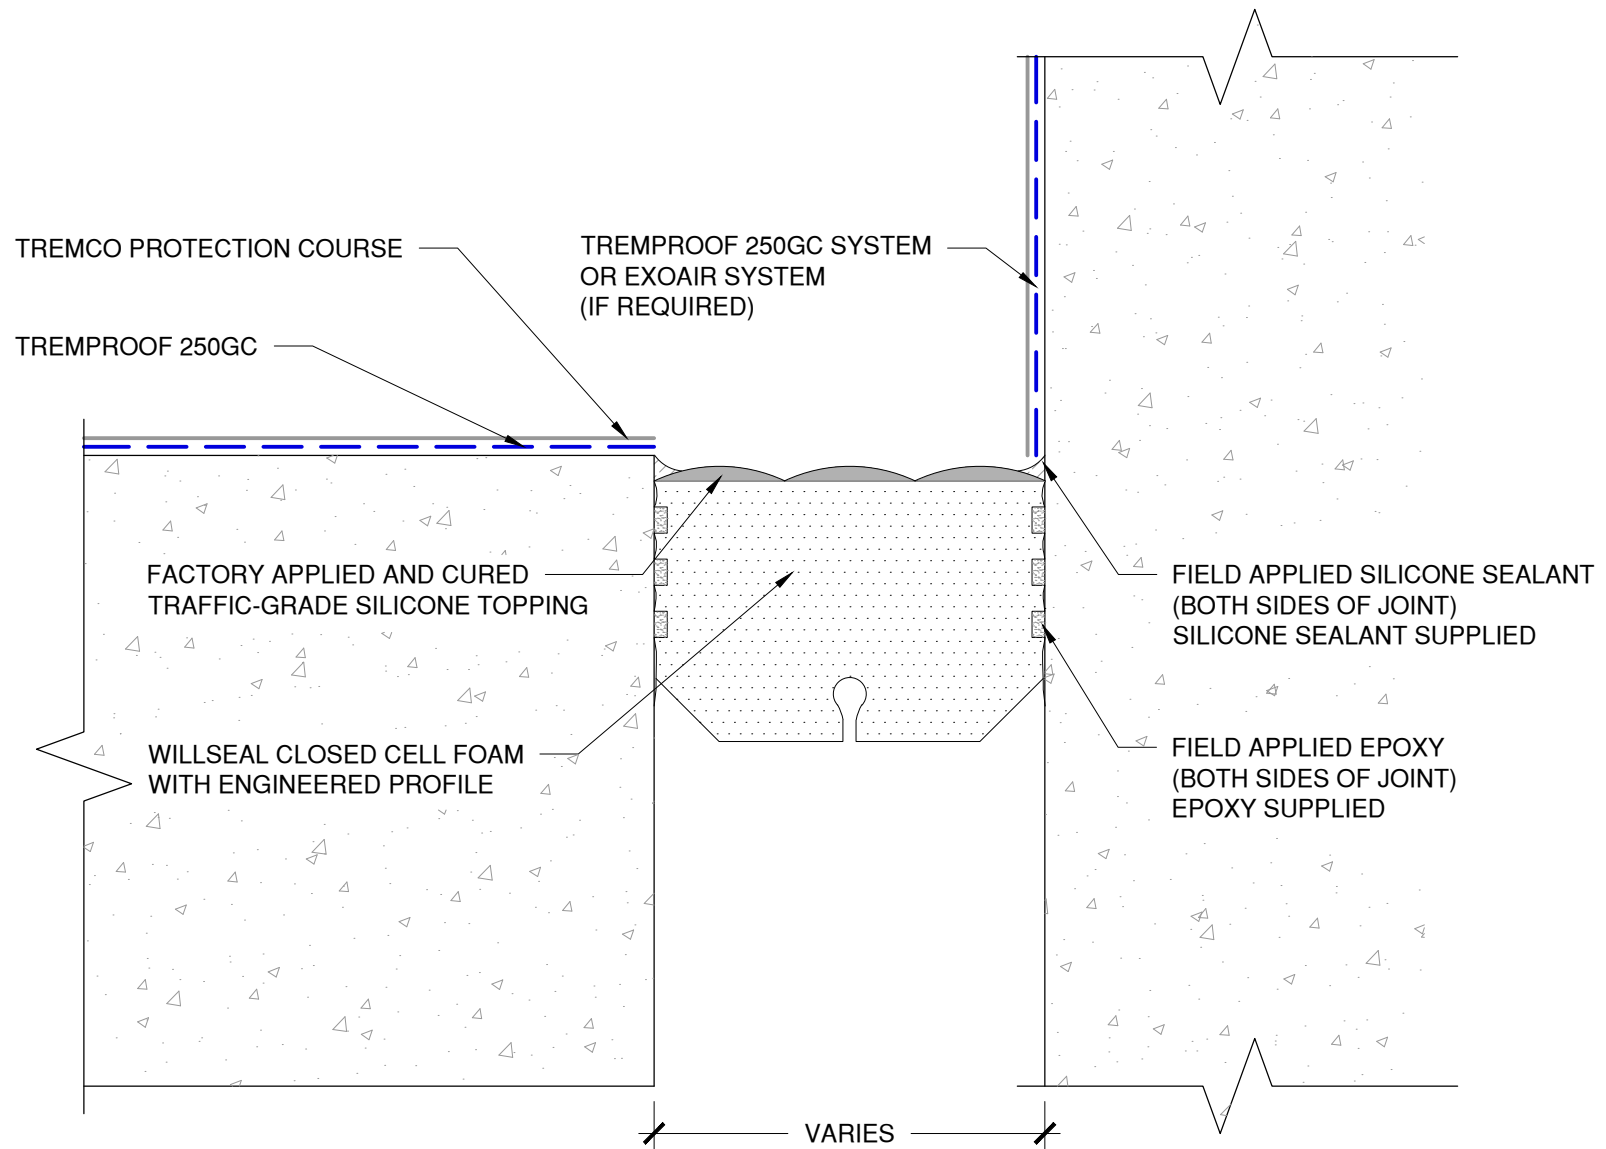 TREMCO PROTECTION COURSE
TREMPROOF 250GC SYSTEM
OR EXOAIR SYSTEM
(IF REQUIRED)
TREMPROOF 250GC
FACTORY APPLIED AND CURED
TRAFFIC-GRADE SILICONE TOPPING
FIELD APPLIED SILICONE SEALANT
(BOTH SIDES OF JOINT)
SILICONE SEALANT SUPPLIED
WILLSEAL CLOSED CELL FOAM
WITH ENGINEERED PROFILE
FIELD APPLIED EPOXY
(BOTH SIDES OF JOINT)
EPOXY SUPPLIED
VARIES